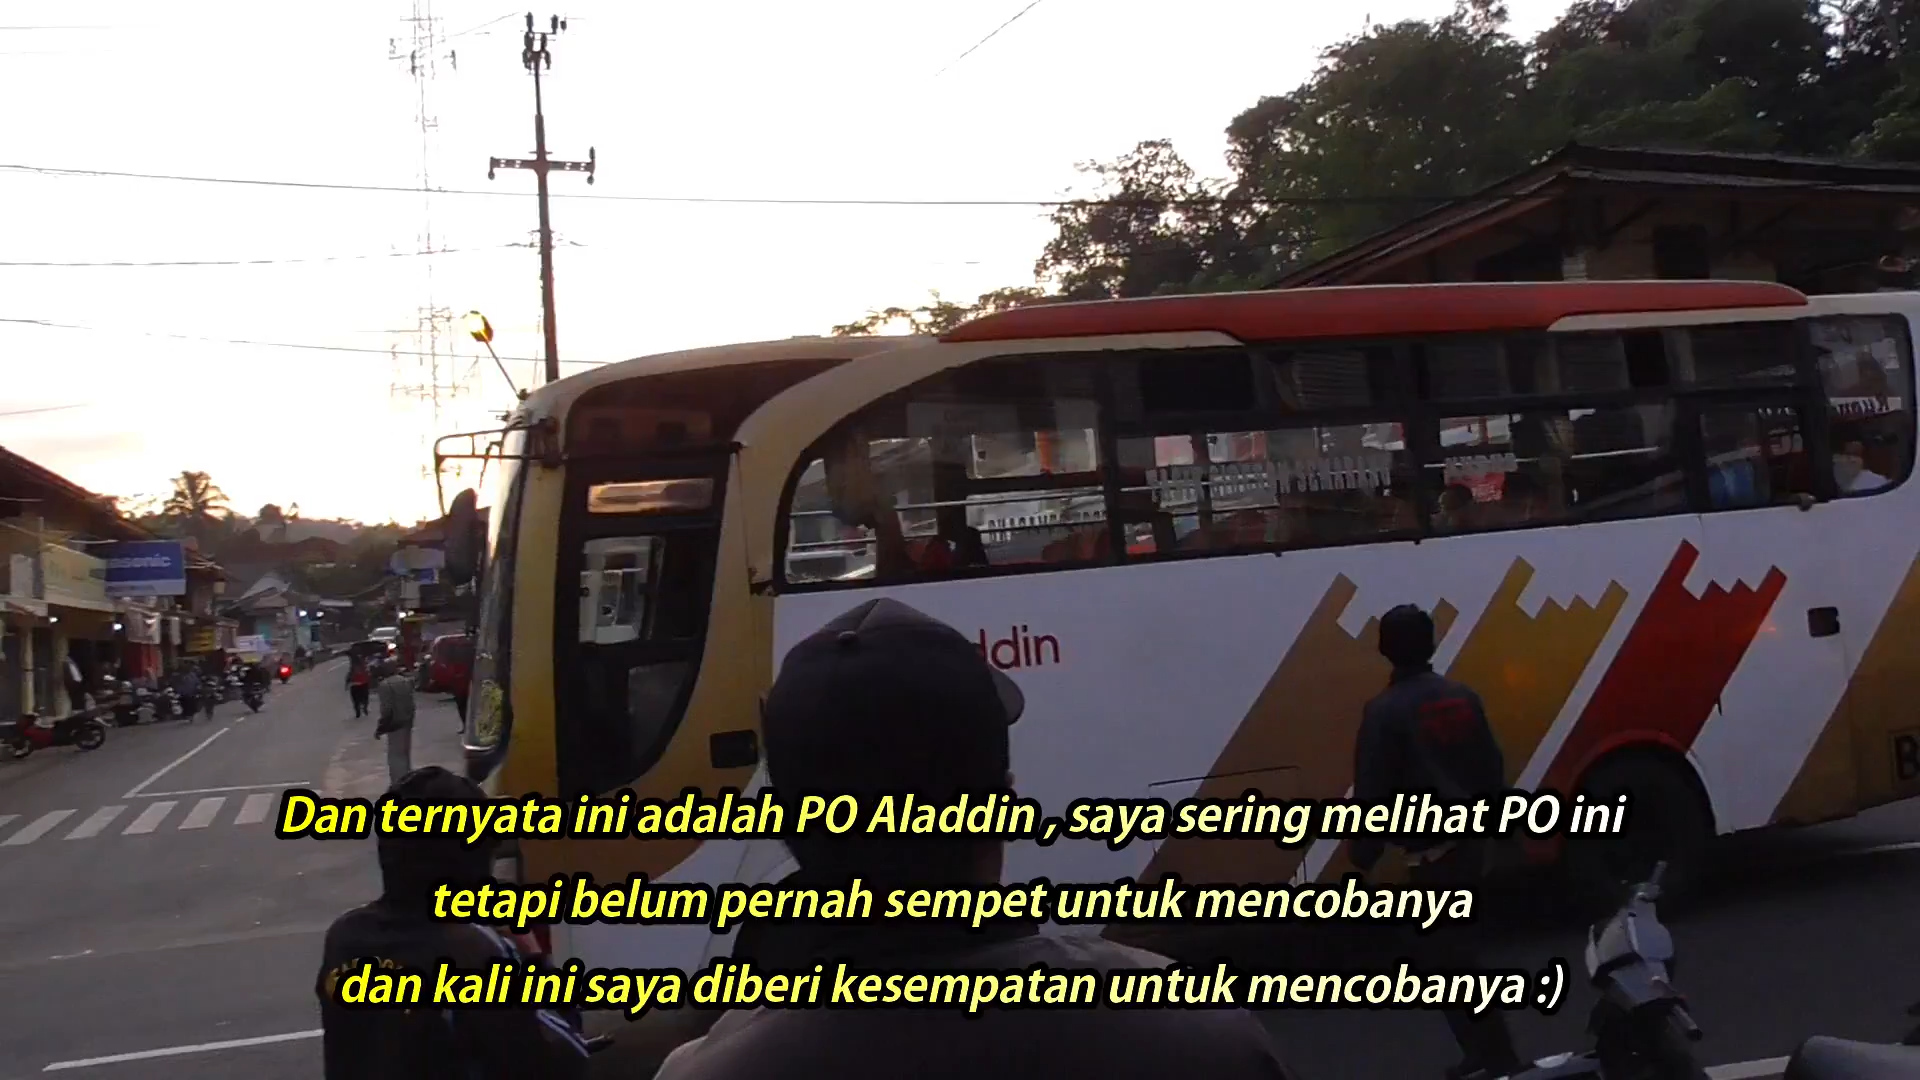 asonic
ddin
Dan ternyata ini adalah PO Aladdin , saya sering melihat PO ini
tetapi belum pernah sempet untuk mencobanya
dan kali ini saya diberi kesempatan untuk mencobanya :)